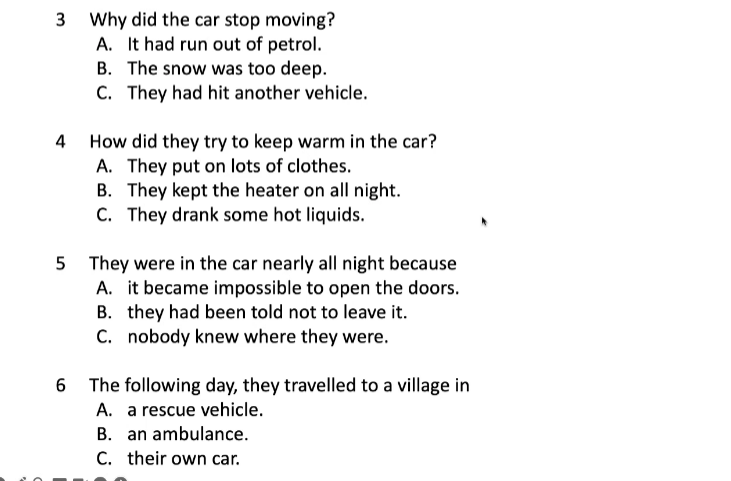 3 Why did the car stop moving?
A. It had run out of petrol.
B. The snow was too deep.
C. They had hit another vehicle.
4 How did they try to keep warm in the car?
A. They put on lots of clothes.
B. They kept the heater on all night.
C. They drank some hot liquids.
5 They were in the car nearly all night because
A. it became impossible to open the doors.
B. they had been told not to leave it.
C. nobody knew where they were.
6 The following day, they travelled to a village in
A. a rescue vehicle.
B. an ambulance.
C. their own car.